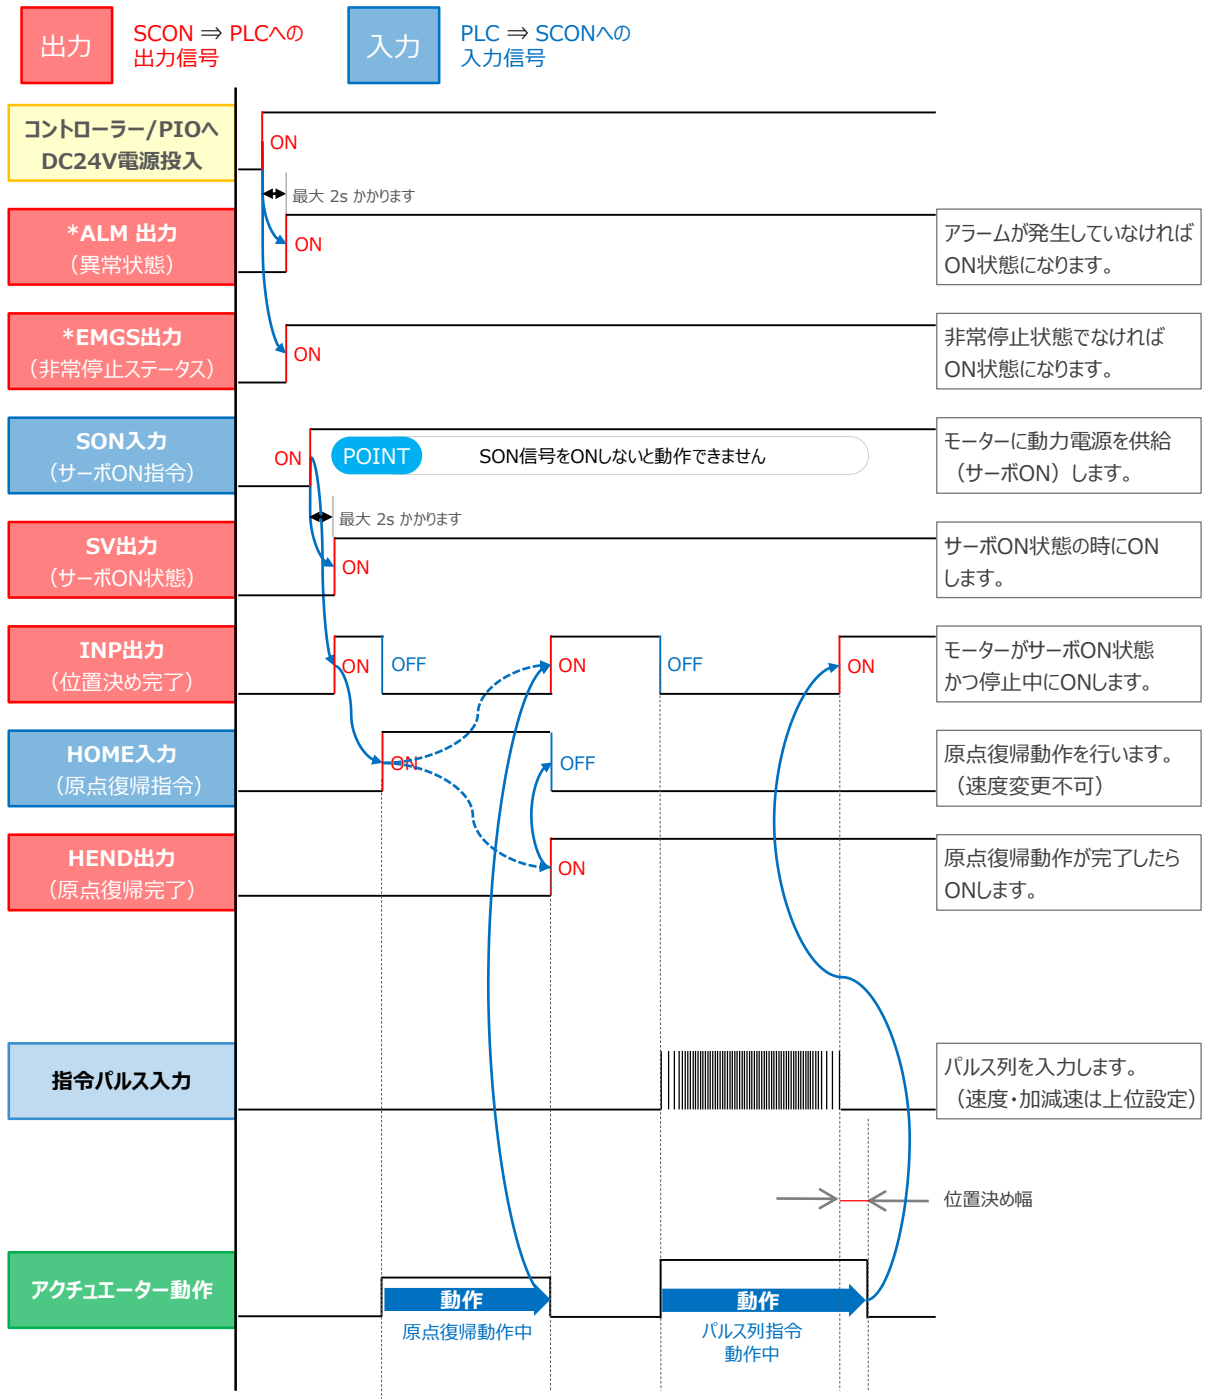 出力
SCON ⇒ PLCへの
出力信号
入力
PLC ⇒ SCONへの
入力信号
コントローラー/PIOへ
DC24V電源投入
ON
最大 2s かかります
*ALM 出力
（異常状態）
ON
アラームが発生していなければ
ON状態になります。
*EMGS出力
（非常停止ステータス）
ON
非常停止状態でなければ
ON状態になります。
SON入力
（サーボON指令）
ON
POINT
SON信号をONしないと動作できません
モーターに動力電源を供給
（サーボON）します。
最大 2s かかります
SV出力
（サーボON状態）
ON
サーボON状態の時にON
します。
INP出力
（位置決め完了）
ON
OFF
ON
OFF
ON
モーターがサーボON状態
かつ停止中にONします。
HOME入力
（原点復帰指令）
ON
OFF
原点復帰動作を行います。
（速度変更不可）
HEND出力
（原点復帰完了）
ON
原点復帰動作が完了したら
ONします。
指令パルス入力
パルス列を入力します。
（速度・加減速は上位設定）
位置決め幅
アクチュエーター動作
動作
原点復帰動作中
動作
パルス列指令
動作中